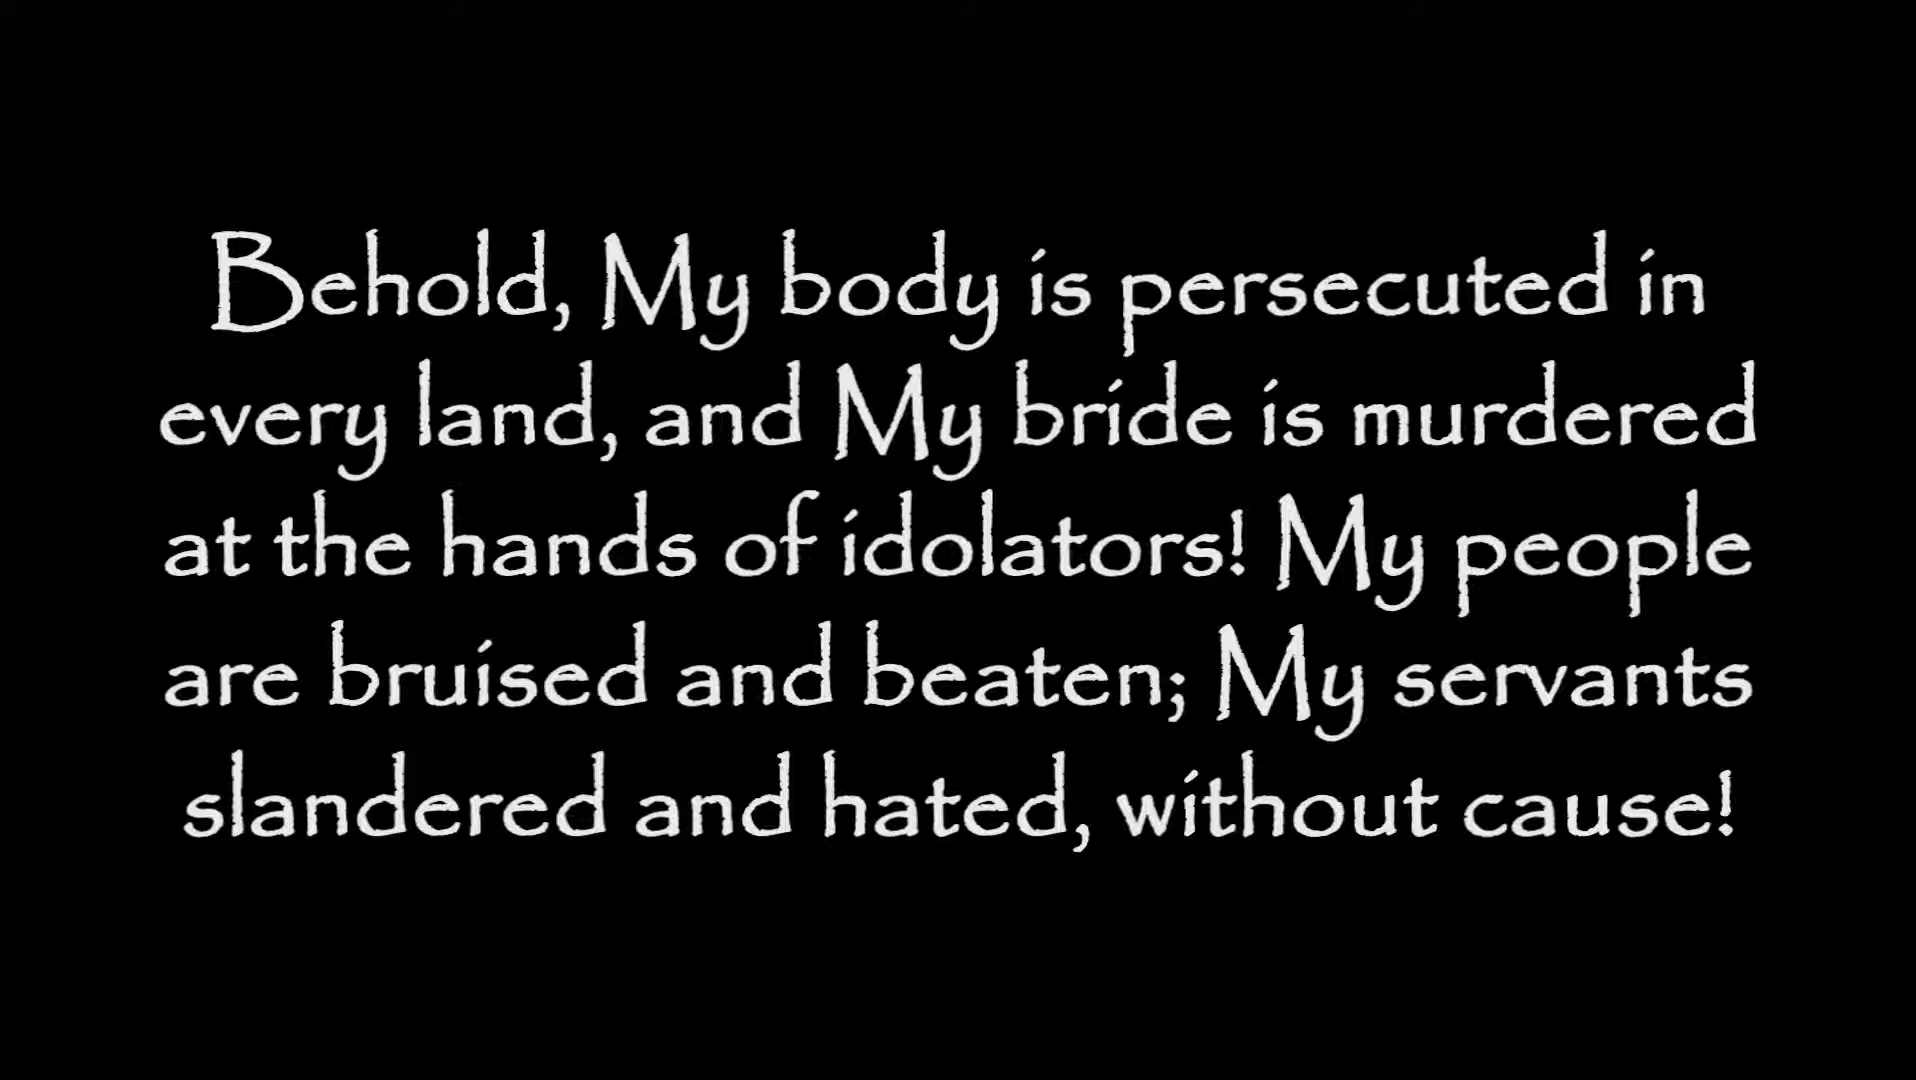 Behold, My body is persecuted in
every land, and My bride is murdered
at the hands of idolators! My people
are bruised and beaten; My servants
slandered and hated, without cause!